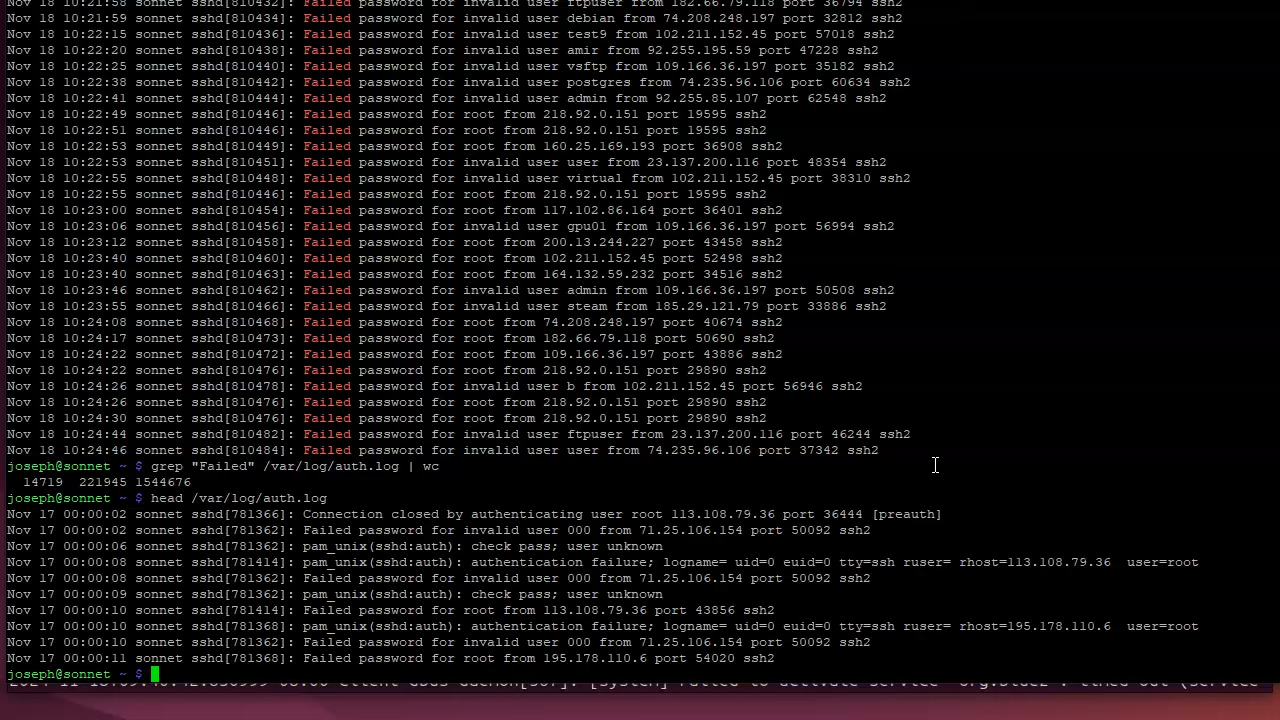 Nov 18 10:21:58 sonnet sshd[810432]: Failed password for invalid user ftpuser from 182.66.79.118 port 36794 ssh2
Nov 18 10:22:12 sonnet sshd[810434]: Failed password for invalid user debian from 74.208.248.197 port 32812 ssh2
Nov 18 10:22:15 sonnet sshd[810436]: Failed password for invalid user test9 from 102.211.152.45 port 57018 ssh2
Nov 18 10:22:20 sonnet sshd[810438]: Failed password for invalid user amir from 92.255.195.59 port 47228 ssh2
Nov 18 10:22:25 sonnet sshd[810440]: Failed password for invalid user vsftp from 109.166.36.197 port 35182 ssh2
Nov 18 10:22:38 sonnet sshd[810442]: Failed password for invalid user postgres from 74.235.96.106 port 60634 ssh2
Nov 18 10:22:41 sonnet sshd[810444]: Failed password for invalid user admin from 92.255.85.107 port 62548 ssh2
Nov 18 10:22:49 sonnet sshd[810446]: Failed password for root from 218.92.0.151 port 19595 ssh2
Nov 18 10:22:51 sonnet sshd[810446]: Failed password for root from 218.92.0.151 port 19595 ssh2
Nov 18 10:22:53 sonnet sshd[810449]: Failed password for root from 160.25.169.193 port 36908 ssh2
Nov 18 10:22:53 sonnet sshd[810451]: Failed password for invalid user user from 23.137.200.116 port 48354 ssh2
Nov 18 10:22:55 sonnet sshd[810448]: Failed password for invalid user virtual from 102.211.152.45 port 38310 ssh2
Nov 18 10:22:55 sonnet sshd[810446]: Failed password for root from 218.92.0.151 port 19595 ssh2
Nov 18 10:23:00 sonnet sshd[810454]: Failed password for root from 117.102.86.164 port 36401 ssh2
Nov 18 10:23:06 sonnet sshd[810456]: Failed password for invalid user gpu01 from 109.166.36.197 port 56994 ssh2
Nov 18 10:23:12 sonnet sshd[810458]: Failed password for root from 200.13.244.227 port 43458 ssh2
Nov 18 10:23:40 sonnet sshd[810460]: Failed password for root from 102.211.152.45 port 52498 ssh2
Nov 18 10:23:44 sonnet sshd[810463]: Failed password for root from 164.132.59.232 port 34516 ssh2
Nov 18 10:23:46 sonnet sshd[810462]: Failed password for invalid user admin from 109.166.36.197 port 50508 ssh2
Nov 18 10:23:55 sonnet sshd[810466]: Failed password for invalid user steam from 185.29.121.79 port 33886 ssh2
Nov 18 10:24:08 sonnet sshd[810468]: Failed password for root from 74.208.248.197 port 40674 ssh2
Nov 18 10:24:17 sonnet sshd[810473]: Failed password for root from 182.66.79.118 port 50690 ssh2
Nov 18 10:24:22 sonnet sshd[810472]: Failed password for root from 109.166.36.197 port 43886 ssh2
Nov 18 10:24:22 sonnet sshd[810476]: Failed password for root from 218.92.0.151 port 29890 ssh2
Nov 18 10:24:26 sonnet sshd[810478]: Failed password for invalid user b from 102.211.152.45 port 56946 ssh2
Nov 18 10:24:26 sonnet sshd[810476]: Failed password for root from 218.92.0.151 port 29890 ssh2
Nov 18 10:24:30 sonnet sshd[810476]: Failed password for root from 218.92.0.151 port 29890 ssh2
Nov 18 10:24:44 sonnet sshd[810482]: Failed password for invalid user ftpuser from 23.137.200.116 port 46244 ssh2
Nov 18 10:24:46 sonnet sshd[810484]: Failed password for invalid user user from 74.235.96.106 port 37342 ssh2
joseph@sonnet ~ $ grep "Failed" /var/log/auth.log | wc
14719 221945 1544676
joseph@sonnet ~ $ head /var/log/auth.log
Nov 17 00:00:02 sonnet sshd[781366]: Connection closed by authenticating user root 113.108.79.36 port 36444 [preauth]
Nov 17 00:00:02 sonnet sshd[781362]: Failed password for invalid user 000 from 71.25.106.154 port 50092 ssh2
Nov 17 00:00:06 sonnet sshd[781362]: pam_unix(sshd:auth): check pass; user unknown
Nov 17 00:00:08 sonnet sshd[781414]: pam_unix(sshd:auth): authentication failure; logname= uid=0 euid=0 tty=ssh ruser= rhost=113.108.79.36 user=root
Nov 17 00:00:08 sonnet sshd[781362]: Failed password for invalid user 000 from 71.25.106.154 port 50092 ssh2
Nov 17 00:00:09 sonnet sshd[781362]: pam_unix(sshd:auth): check pass; user unknown
Nov 17 00:00:10 sonnet sshd[781414]: Failed password for root from 113.108.79.36 port 43856 ssh2
Nov 17 00:00:10 sonnet sshd[781368]: pam_unix(sshd:auth): authentication failure; logname= uid=0 euid=0 tty=ssh ruser= rhost=195.178.110.6 user=root
Nov 17 00:00:10 sonnet sshd[781362]: Failed password for invalid user 000 from 71.25.106.154 port 50092 ssh2
Nov 17 00:00:11 sonnet sshd[781368]: Failed password for root from 195.178.110.6 port 54020 ssh2
joseph@sonnet ~ $